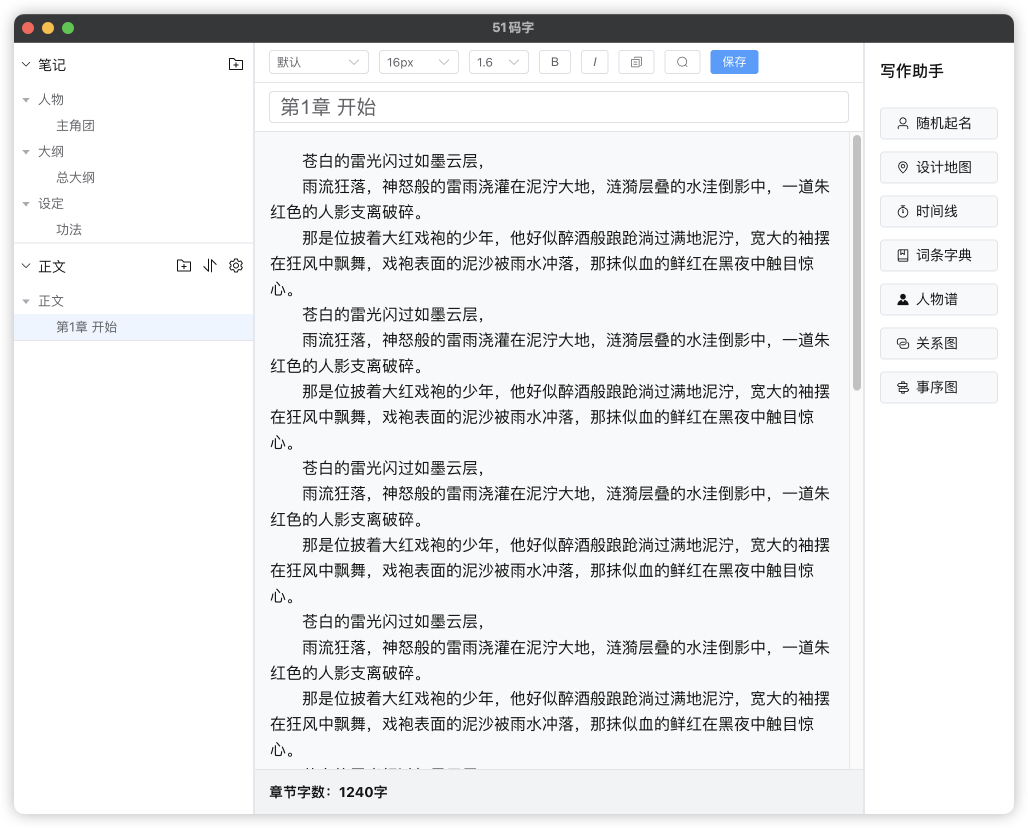 51码字
笔记
人物
主角团
大纲
总大纲
设定
功法
正文
正文
第1章 开始
默认
16px
1.6
B
I
保存
第1章 开始
苍白的雷光闪过如墨云层，
雨流狂落，神怒般的雷雨浇灌在泥泞大地，涟漪层叠的水洼倒影中，一道朱
红色的人影支离破碎。
那是位披着大红戏袍的少年，他好似醉酒般踉跄淌过满地泥泞，宽大的袖摆
在狂风中飘舞，戏袍表面的泥沙被雨水冲落，那抹似血的鲜红在黑夜中触目惊
心。
苍白的雷光闪过如墨云层，
雨流狂落，神怒般的雷雨浇灌在泥泞大地，涟漪层叠的水洼倒影中，一道朱
红色的人影支离破碎。
那是位披着大红戏袍的少年，他好似醉酒般踉跄淌过满地泥泞，宽大的袖摆
在狂风中飘舞，戏袍表面的泥沙被雨水冲落，那抹似血的鲜红在黑夜中触目惊
心。
苍白的雷光闪过如墨云层，
雨流狂落，神怒般的雷雨浇灌在泥泞大地，涟漪层叠的水洼倒影中，一道朱
红色的人影支离破碎。
那是位披着大红戏袍的少年，他好似醉酒般踉跄淌过满地泥泞，宽大的袖摆
在狂风中飘舞，戏袍表面的泥沙被雨水冲落，那抹似血的鲜红在黑夜中触目惊
心。
苍白的雷光闪过如墨云层，
雨流狂落，神怒般的雷雨浇灌在泥泞大地，涟漪层叠的水洼倒影中，一道朱
红色的人影支离破碎。
那是位披着大红戏袍的少年，他好似醉酒般踉跄淌过满地泥泞，宽大的袖摆
在狂风中飘舞，戏袍表面的泥沙被雨水冲落，那抹似血的鲜红在黑夜中触目惊
心。
章节字数：1240字
写作助手
随机起名
设计地图
时间线
词条字典
人物谱
关系图
事序图